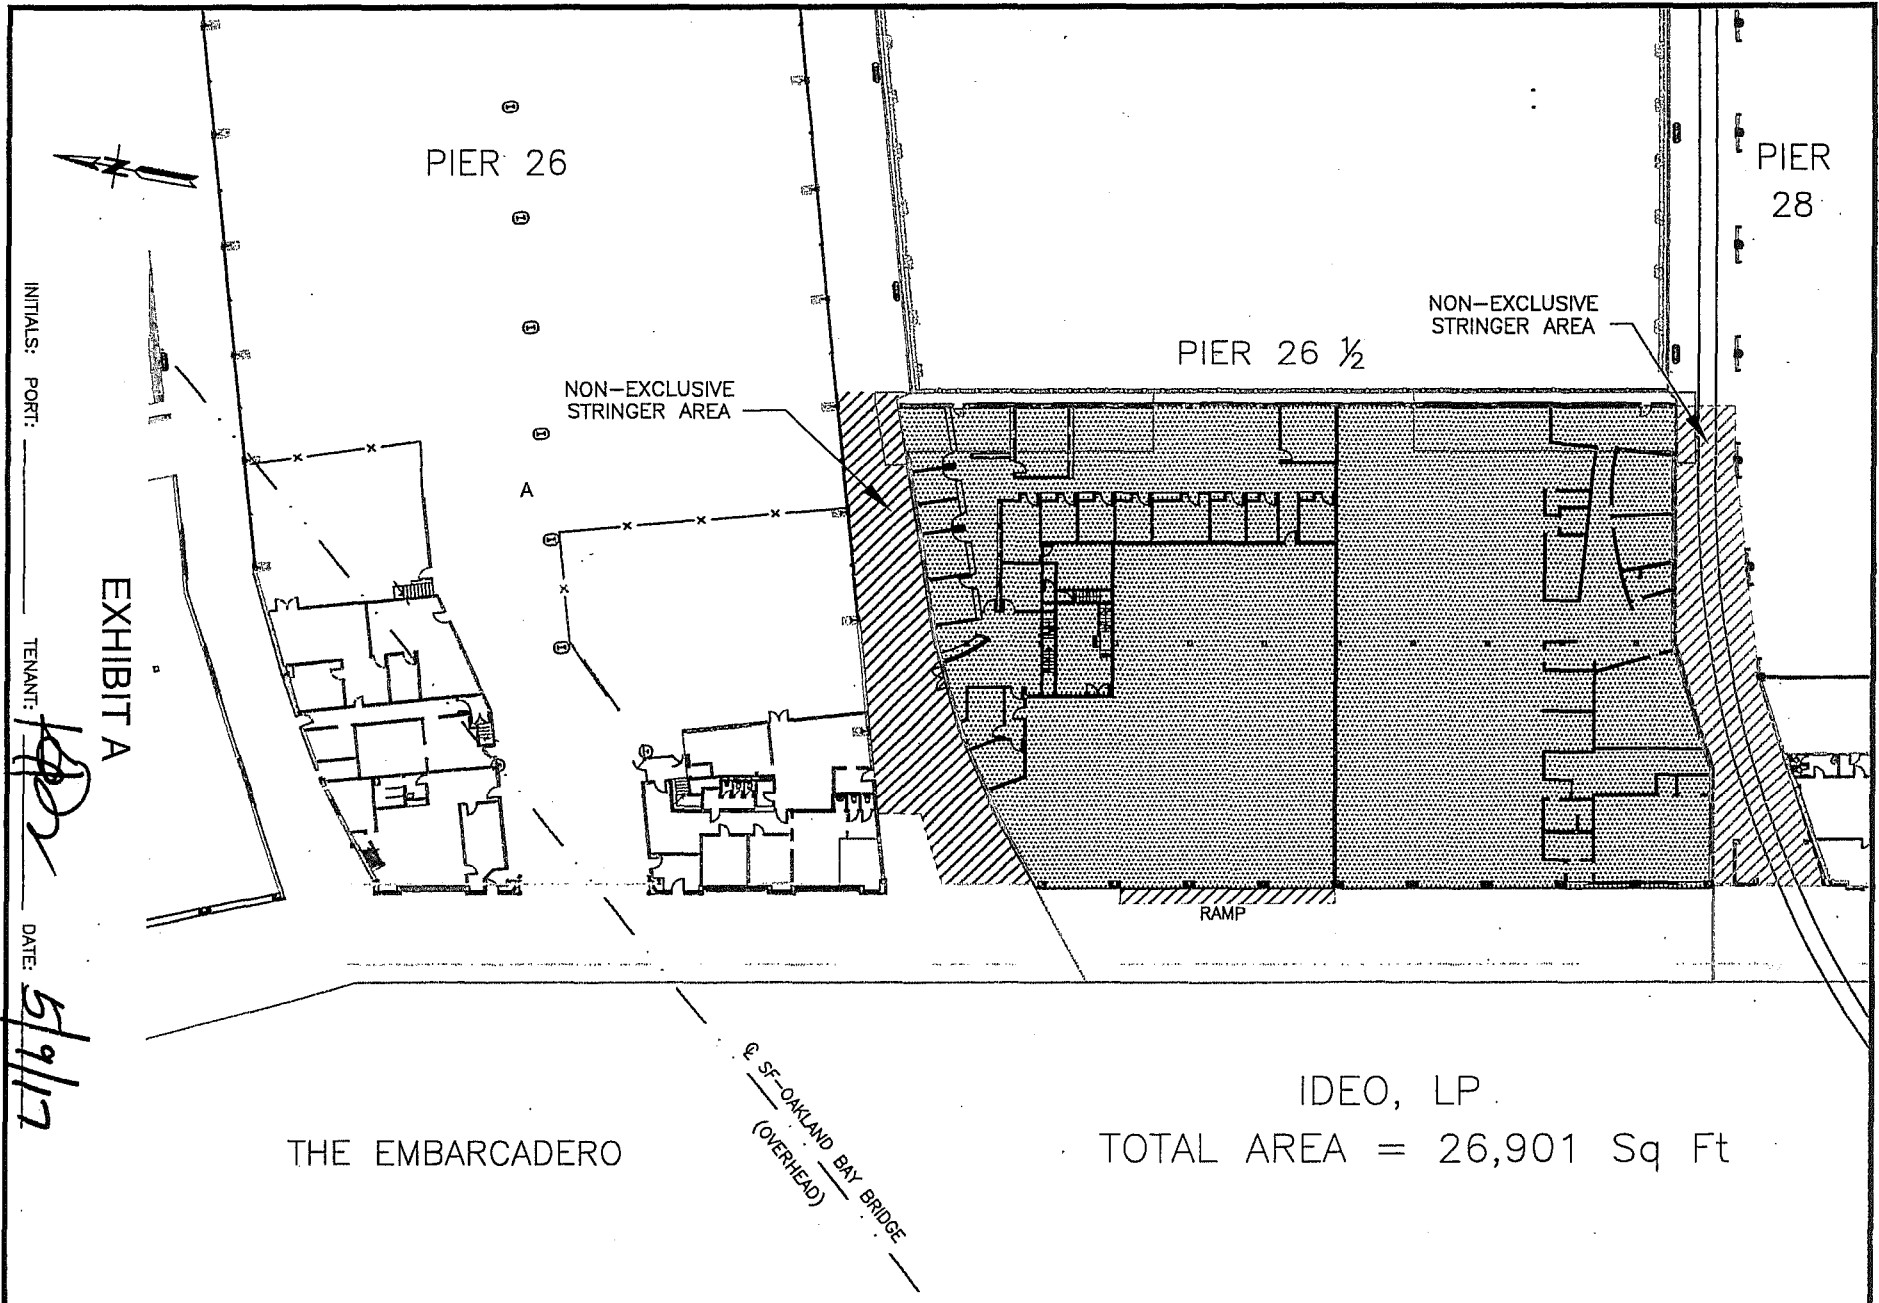 PIER 26
PIER
28
NON-EXCLUSIVE
STRINGER AREA
PIER 26 ½
NON-EXCLUSIVE
STRINGER AREA
N
A
RAMP
℄ SF-OAKLAND BAY BRIDGE
(OVERHEAD)
THE EMBARCADERO
IDEO, LP
TOTAL AREA = 26,901 Sq Ft
EXHIBIT A
INITIALS: PORT: TENANT: DATE: 5/9/17